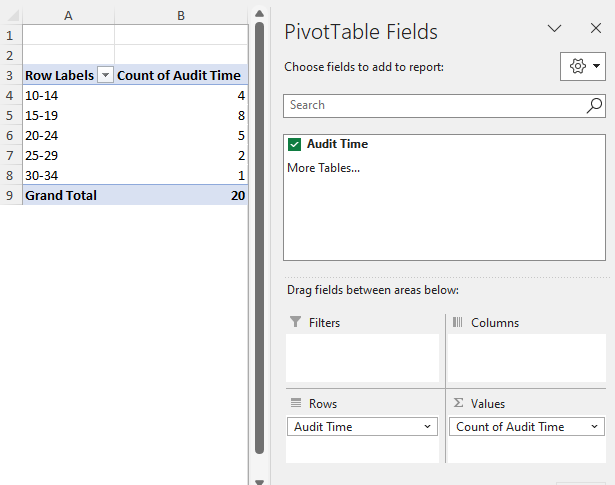 A B
1
2
3 Row Labels Count of Audit Time
4 10-14 4
5 15-19 8
6 20-24 5
7 25-29 2
8 30-34 1
9 Grand Total 20
PivotTable Fields
Choose fields to add to report:
Search
Audit Time
More Tables...
Drag fields between areas below:
Filters
Columns
Rows
Σ Values
Audit Time
Count of Audit Time